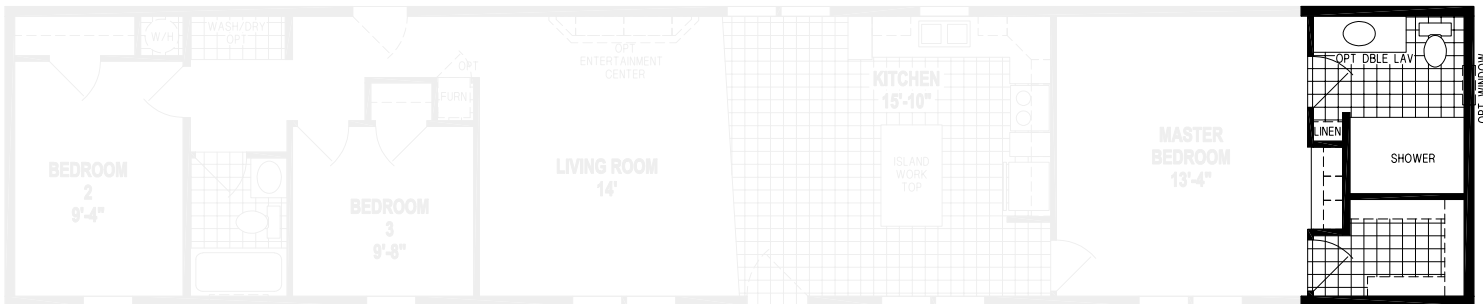 WASH/DRY
OPT
W/H
BEDROOM
2
9'-4"
BEDROOM
3
9'-8"
OPT
FURN
OPT
ENTERTAINMENT
CENTER
LIVING ROOM
14'
KITCHEN
15'-10"
ISLAND
WORK
TOP
MASTER
BEDROOM
13'-4"
OPT DBLE LAV
OPT WINDOW
LINEN
SHOWER